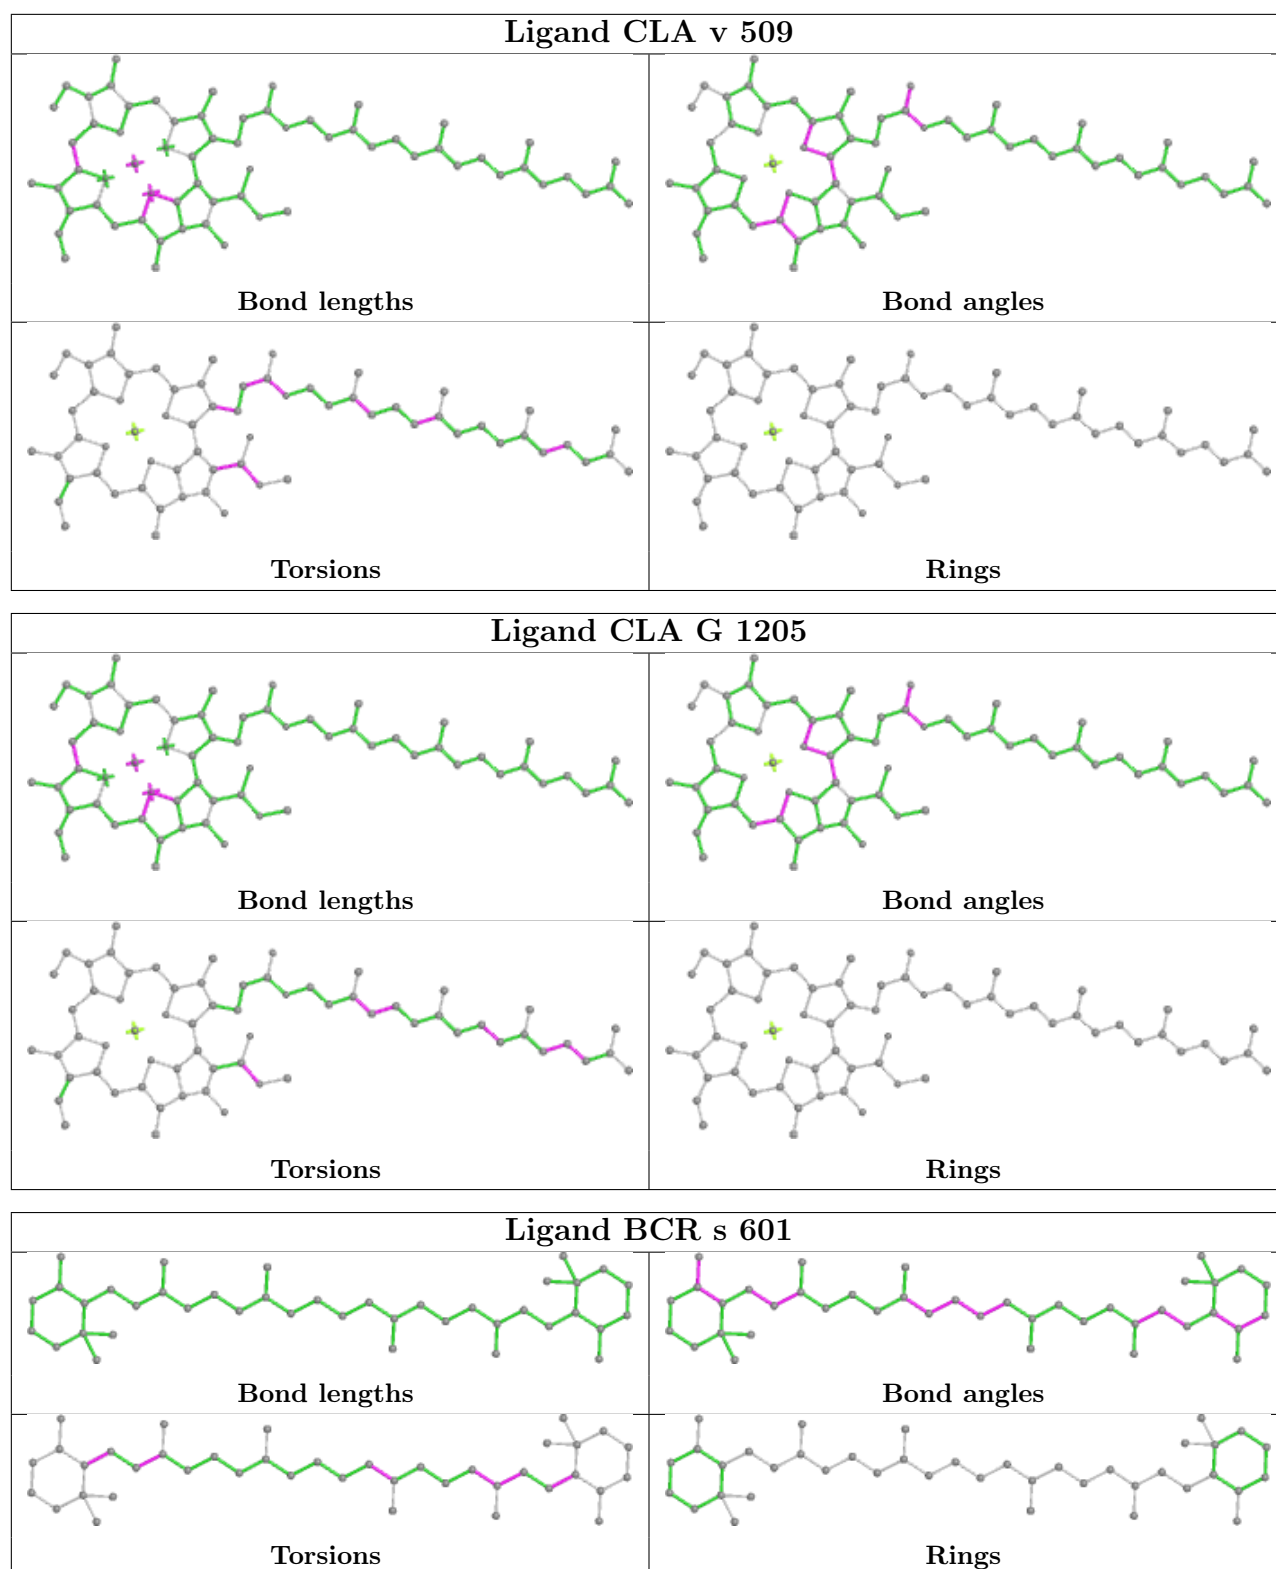 Ligand CLA v 509
Bond lengths Bond angles
Torsions Rings
Ligand CLA G 1205
Bond lengths Bond angles
Torsions Rings
Ligand BCR s 601
Bond lengths Bond angles
Torsions Rings